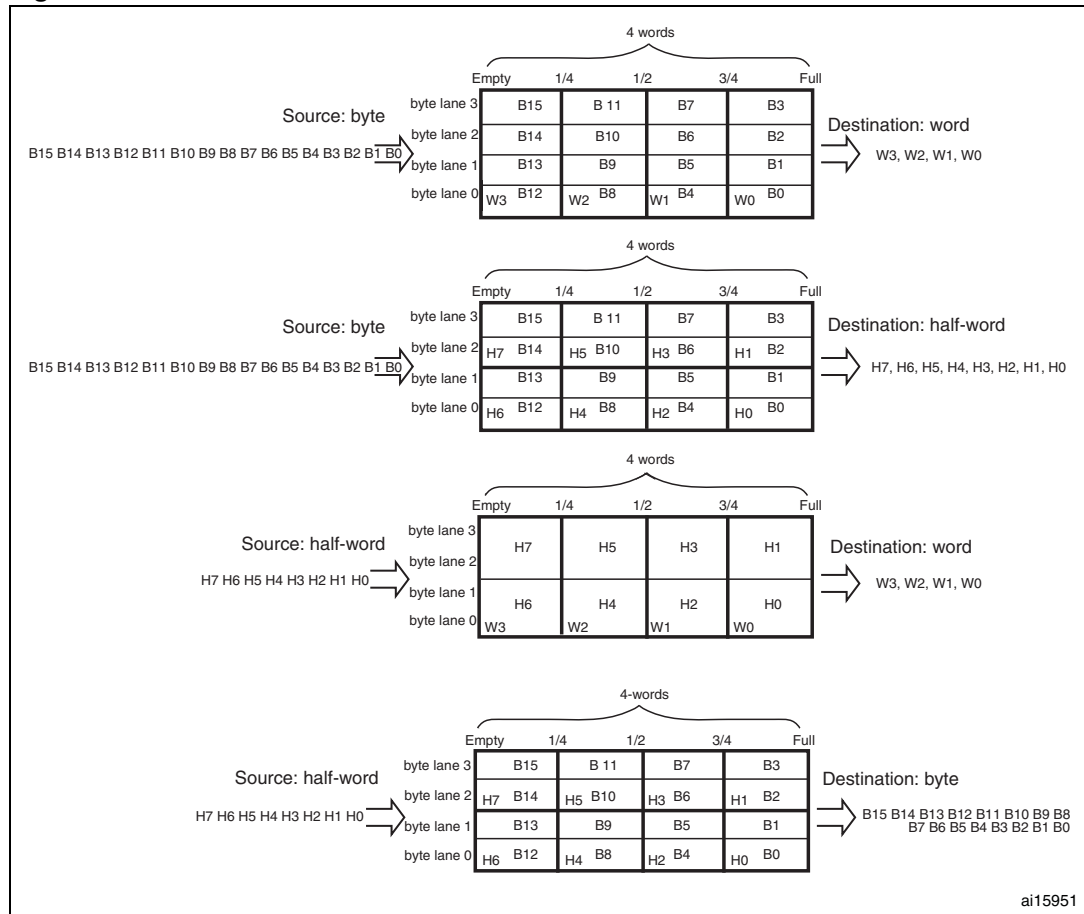 4 words
Empty 1/4 1/2 3/4 Full
Source: byte
B15 B14 B13 B12 B11 B10 B9 B8 B7 B6 B5 B4 B3 B2 B1 B0
byte lane 3 B15 B 11 B7 B3
byte lane 2 B14 B10 B6 B2
byte lane 1 B13 B9 B5 B1
byte lane 0 W3 B12 W2 B8 W1 B4 W0 B0
Destination: word
W3, W2, W1, W0
4 words
Empty 1/4 1/2 3/4 Full
Source: byte
B15 B14 B13 B12 B11 B10 B9 B8 B7 B6 B5 B4 B3 B2 B1 B0
byte lane 3 B15 B 11 B7 B3
byte lane 2 H7 B14 H5 B10 H3 B6 H1 B2
byte lane 1 B13 B9 B5 B1
byte lane 0 H6 B12 H4 B8 H2 B4 H0 B0
Destination: half-word
H7, H6, H5, H4, H3, H2, H1, H0
4 words
Empty 1/4 1/2 3/4 Full
Source: half-word
H7 H6 H5 H4 H3 H2 H1 H0
byte lane 3
H7 H5 H3 H1
byte lane 2
byte lane 1
H6 H4 H2 H0
byte lane 0 W3 W2 W1 W0
Destination: word
W3, W2, W1, W0
4-words
Empty 1/4 1/2 3/4 Full
Source: half-word
H7 H6 H5 H4 H3 H2 H1 H0
byte lane 3 B15 B 11 B7 B3
byte lane 2 H7 B14 H5 B10 H3 B6 H1 B2
byte lane 1 B13 B9 B5 B1
byte lane 0 H6 B12 H4 B8 H2 B4 H0 B0
Destination: byte
B15 B14 B13 B12 B11 B10 B9 B8
B7 B6 B5 B4 B3 B2 B1 B0
ai15951